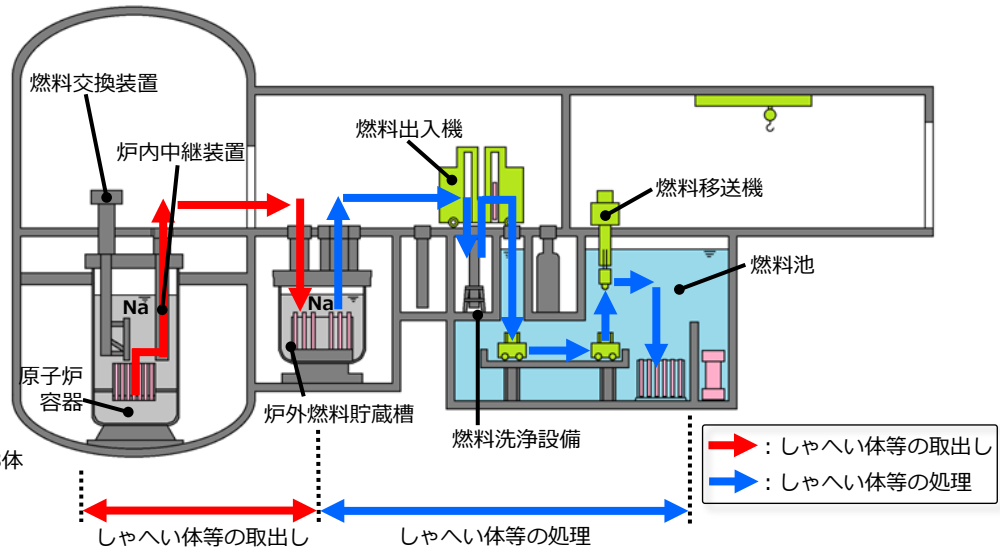 燃料交換装置
炉内中継装置
燃料出入機
燃料移送機
燃料池
Na
Na
原子炉
容器
炉外燃料貯蔵槽
燃料洗浄設備
体
：しゃへい体等の取出し
：しゃへい体等の処理
しゃへい体等の取出し
しゃへい体等の処理